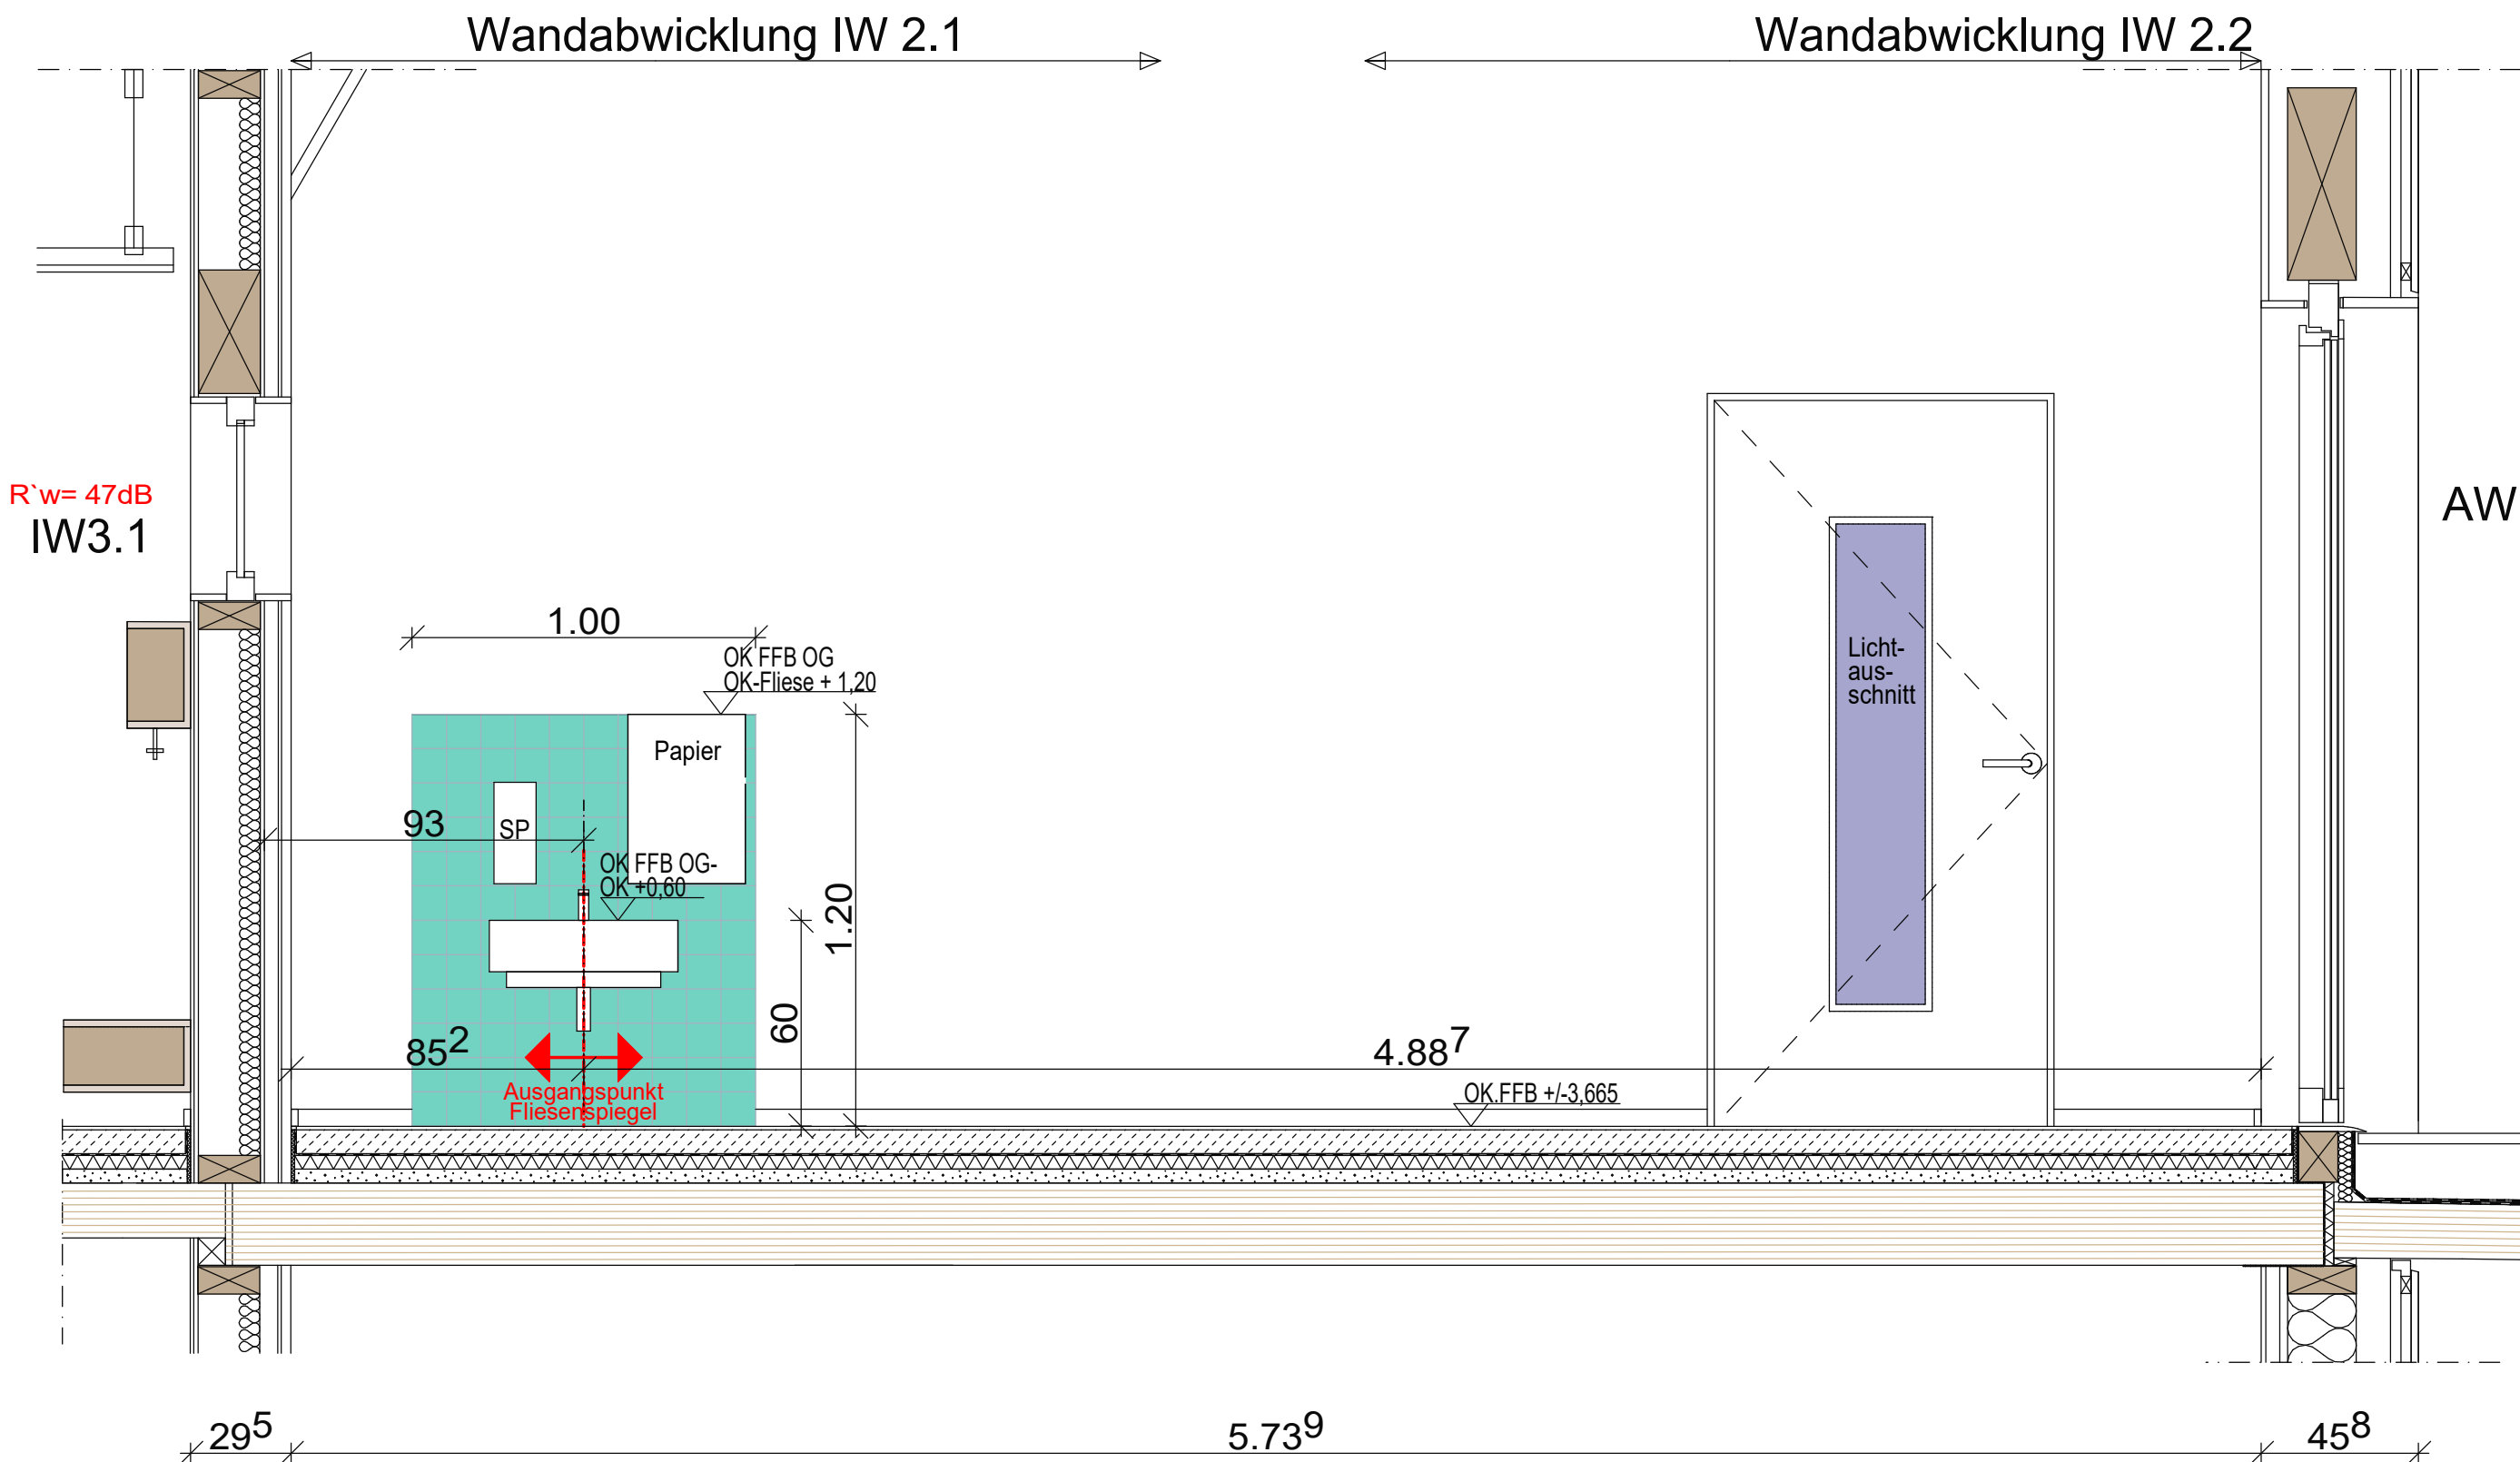 Wandabwicklung IW 2.1
Wandabwicklung IW 2.2
R`w= 47dB
IW3.1
AW
1.00
OK FFB OG
OK-Fliese + 1,20
Papier
Licht-
aus-
schnitt
93
SP
OK FFB OG-
OK +0,60
1.20
60
85²
4.88⁷
Ausgangspunkt
Fliesenspiegel
OK.FFB +/-3,665
29⁵
5.73⁹
45⁸